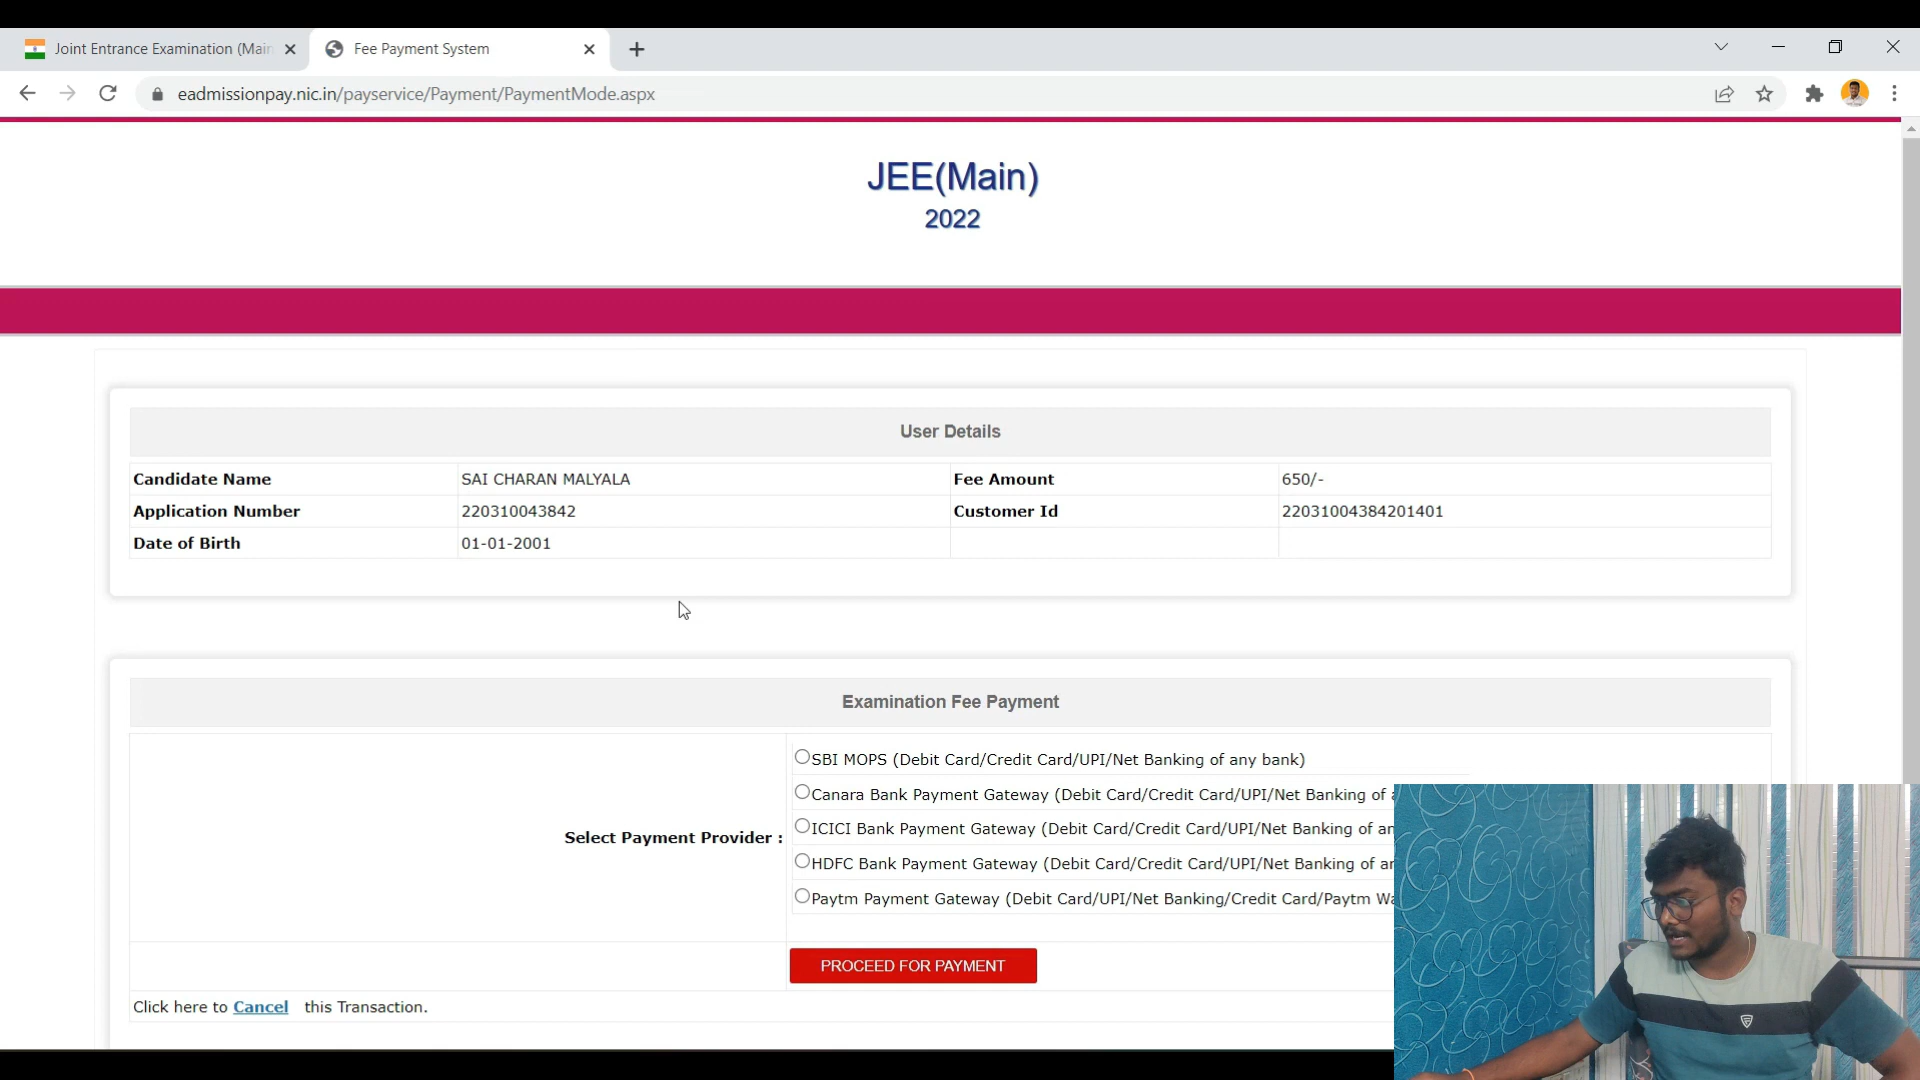 Joint Entrance Examination (Main
Fee Payment System
eadmissionpay.nic.in/payservice/Payment/PaymentMode.aspx
JEE(Main)
2022
User Details
Candidate Name SAI CHARAN MALYALA Fee Amount 650/-
Application Number 220310043842 Customer Id 22031004384201401
Date of Birth 01-01-2001
Examination Fee Payment
SBI MOPS (Debit Card/Credit Card/UPI/Net Banking of any bank)
Canara Bank Payment Gateway (Debit Card/Credit Card/UPI/Net Banking of
ICICI Bank Payment Gateway (Debit Card/Credit Card/UPI/Net Banking of
Select Payment Provider :
HDFC Bank Payment Gateway (Debit Card/Credit Card/UPI/Net Banking of
Paytm Payment Gateway (Debit Card/UPI/Net Banking/Credit Card/Paytm
PROCEED FOR PAYMENT
Click here to Cancel this Transaction.